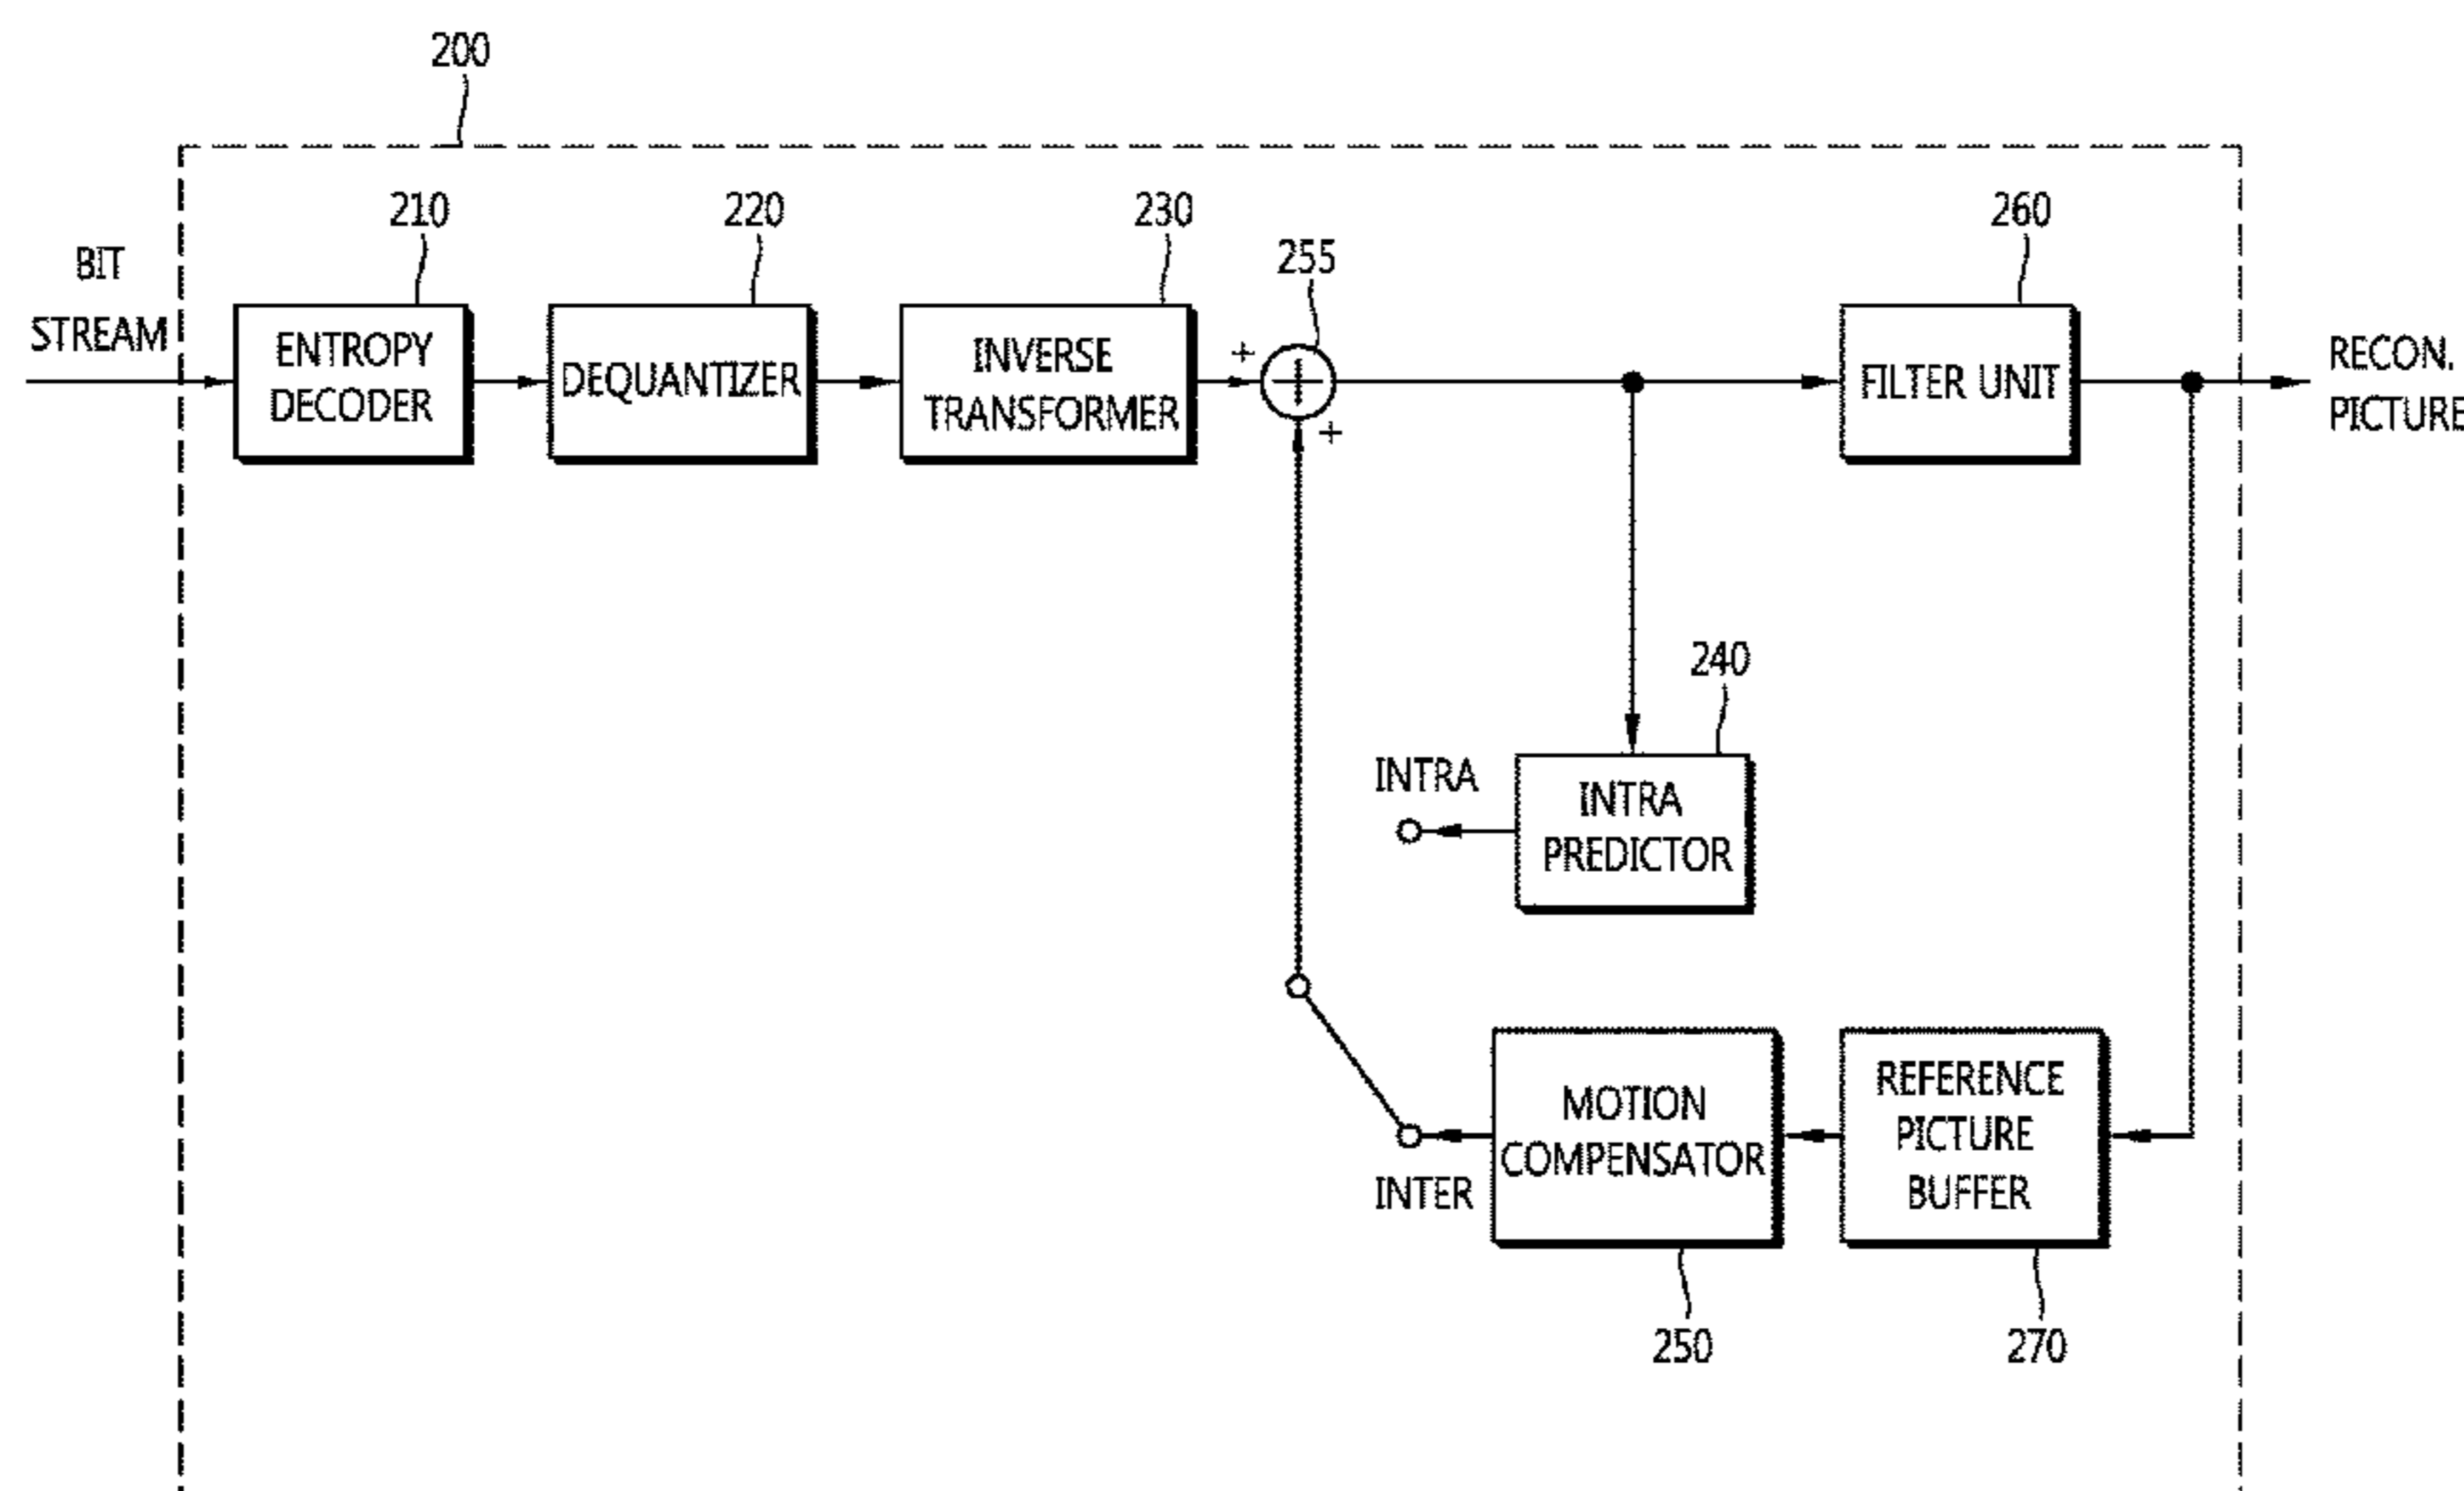 200
210
220
230
255
260
BIT
STREAM
ENTROPY
DECODER
DEQUANTIZER
INVERSE
TRANSFORMER
+
+
FILTER UNIT
RECON.
PICTURE
240
INTRA
INTRA
PREDICTOR
MOTION
COMPENSATOR
INTER
REFERENCE
PICTURE
BUFFER
250
270